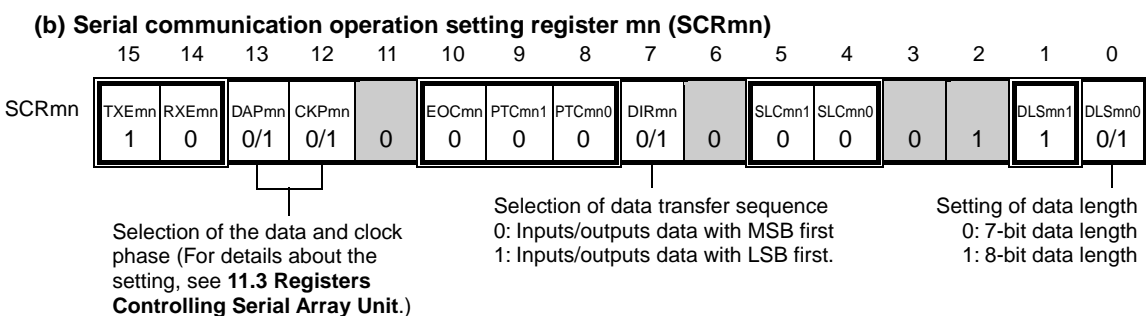 (b) Serial communication operation setting register mn (SCRmn)
15 14 13 12 11 10 9 8 7 6 5 4 3 2 1 0
SCRmn TXEmn RXEmn DAPmn CKPmn EOCmn PTCmn1 PTCmn0 DIRmn SLCmn1 SLCmn0 DLSmn1 DLSmn0
1 0 0/1 0/1 0 0 0 0 0/1 0 0 0 0 1 1 0/1
Selection of the data and clock
phase (For details about the
setting, see 11.3 Registers
Controlling Serial Array Unit.)
Selection of data transfer sequence
0: Inputs/outputs data with MSB first
1: Inputs/outputs data with LSB first.
Setting of data length
0: 7-bit data length
1: 8-bit data length